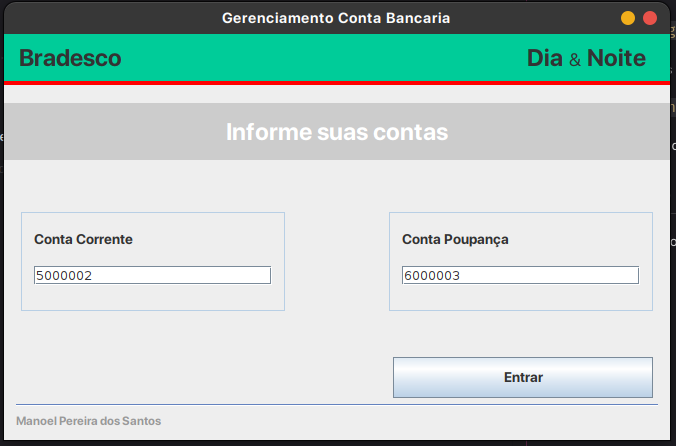 Gerenciamento Conta Bancaria
Bradesco
Dia & Noite
Informe suas contas
Conta Corrente
5000002
Conta Poupança
6000003
Entrar
Manoel Pereira dos Santos